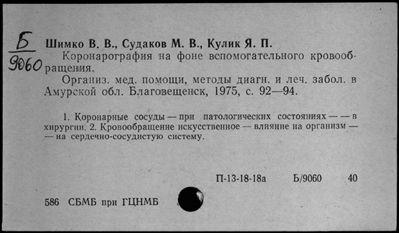 Б
9060
Шимко В. В., Судаков М. В., Кулик Я. П.
Коронарография на фоне вспомогательного кровооб-
ращения.
Организ. мед. помощи, методы диагн. и леч. забол. в
Амурской обл. Благовещенск, 1975, с. 92—94.
1. Коронарные сосуды — при патологических состояниях — — в
хирургии. 2. Кровообращение искусственное — влияние на организм —
— на сердечно-сосудистую систему.
П-13-18-18а Б/9060 40
586 СБМБ при ГЦНМБ